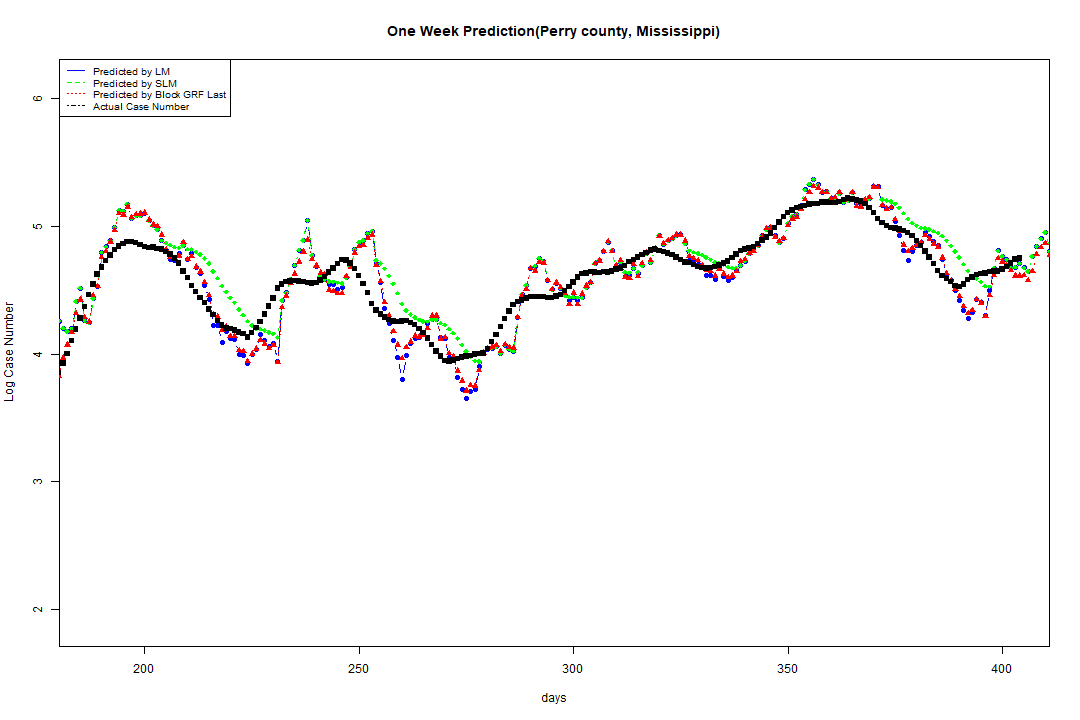 One Week Prediction(Perry county, Mississippi)
Predicted by LM
Predicted by SLM
Predicted by Block GRF Last
Actual Case Number
6
5
4
3
2
Log Case Number
200
250
300
350
400
days